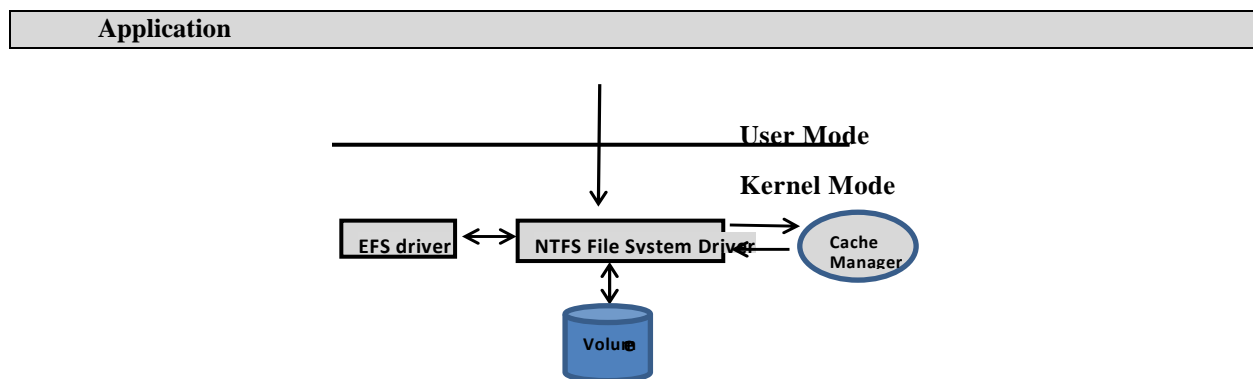 Application
User Mode
Kernel Mode
EFS driver
NTFS File System Driver
Cache
Manager
Volume